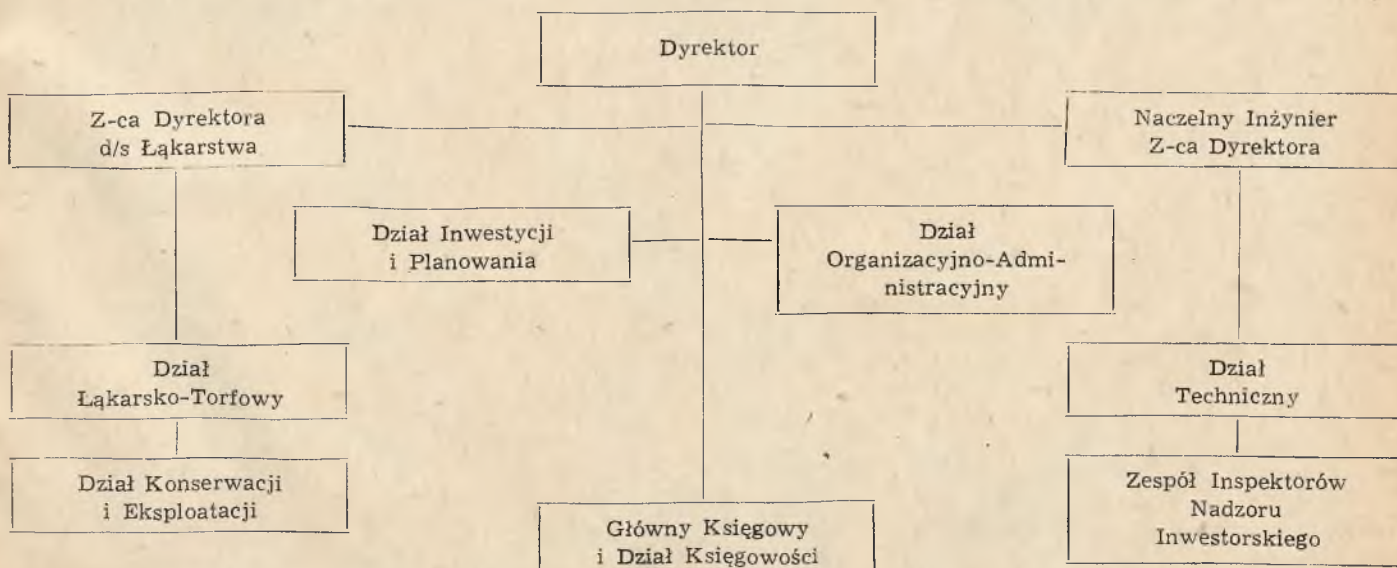 Dyrektor
Z-ca Dyrektora
d/s Łąkarstwa
Naczelny Inżynier
Z-ca Dyrektora
Dział Inwestycji
i Planowania
Dział
Organizacyjno-Admi-
nistracyjny
Dział
Łąkarsko-Torfowy
Dział
Techniczny
Dział Konserwacji
i Eksploatacji
Zespół Inspektorów
Nadzoru
Inwestorskiego
Główny Księgowy
i Dział Księgowości